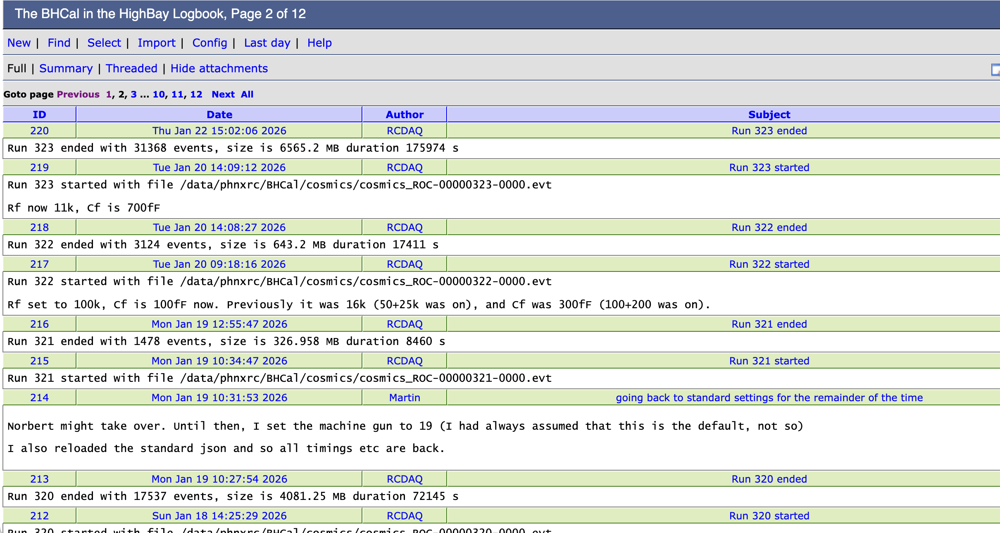 The BHCal in the HighBay Logbook, Page 2 of 12
New | Find | Select | Import | Config | Last day | Help
Full | Summary | Threaded | Hide attachments
Goto page Previous 1, 2, 3 ... 10, 11, 12 Next All
ID Date Author Subject
220 Thu Jan 22 15:02:06 2026 RCDAQ Run 323 ended
Run 323 ended with 31368 events, size is 6565.2 MB duration 175974 s
219 Tue Jan 20 14:09:12 2026 RCDAQ Run 323 started
Run 323 started with file /data/phnxrc/BHCal/cosmics/cosmics_ROC-00000323-0000.evt
Rf now 11k, Cf is 700fF
218 Tue Jan 20 14:08:27 2026 RCDAQ Run 322 ended
Run 322 ended with 3124 events, size is 643.2 MB duration 17411 s
217 Tue Jan 20 09:18:16 2026 RCDAQ Run 322 started
Run 322 started with file /data/phnxrc/BHCal/cosmics/cosmics_ROC-00000322-0000.evt
Rf set to 100k, Cf is 100fF now. Previously it was 16k (50+25k was on), and Cf was 300fF (100+200 was on).
216 Mon Jan 19 12:55:47 2026 RCDAQ Run 321 ended
Run 321 ended with 1478 events, size is 326.958 MB duration 8460 s
215 Mon Jan 19 10:34:47 2026 RCDAQ Run 321 started
Run 321 started with file /data/phnxrc/BHCal/cosmics/cosmics_ROC-00000321-0000.evt
214 Mon Jan 19 10:31:53 2026 Martin going back to standard settings for the remainder of the time
Norbert might take over. Until then, I set the machine gun to 19 (I had always assumed that this is the default, not so)
I also reloaded the standard json and so all timings etc are back.
213 Mon Jan 19 10:27:54 2026 RCDAQ Run 320 ended
Run 320 ended with 17537 events, size is 4081.25 MB duration 72145 s
212 Sun Jan 18 14:25:29 2026 RCDAQ Run 320 started
Run 320 started with file /data/phnxrc/BHCal/cosmics/cosmics_ROC-00000320-0000.evt